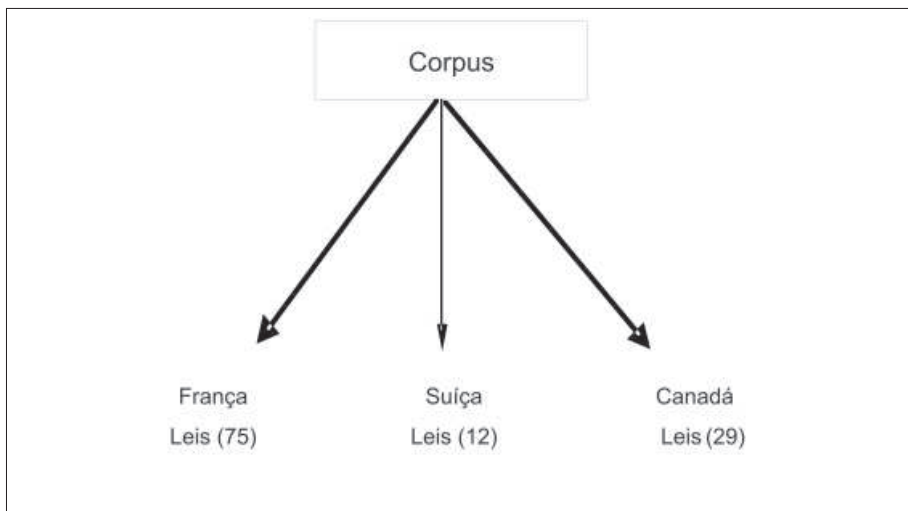 Corpus
França
Suíça
Canadá
Leis (75)
Leis (12)
Leis (29)